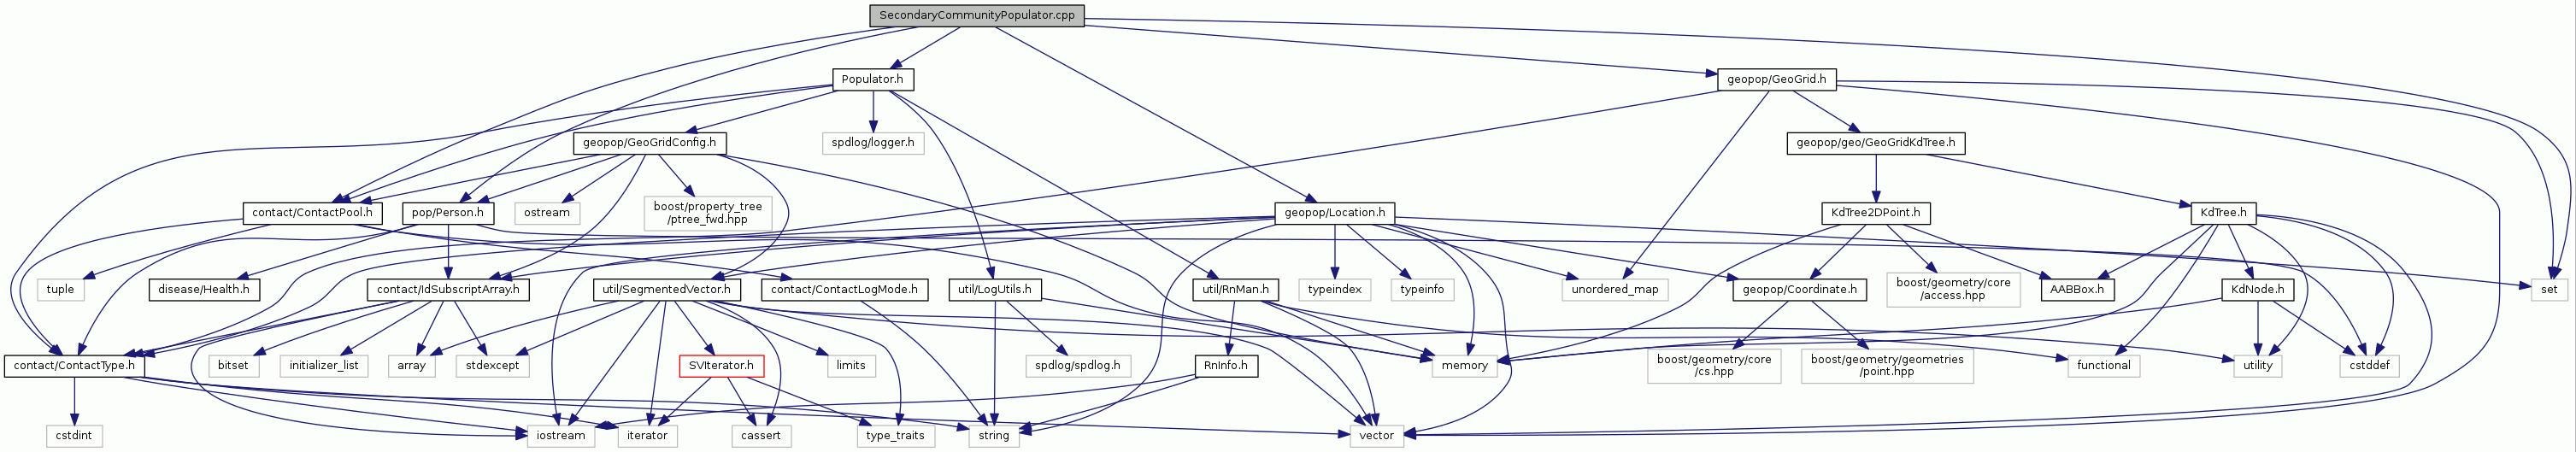 SecondaryCommunityPopulator.cpp
Populator.h
geopop/GeoGrid.h
geopop/GeoGridConfig.h
spdlog/logger.h
geopop/geo/GeoGridKdTree.h
contact/ContactPool.h
pop/Person.h
ostream
boost/property_tree
/ptree_fwd.hpp
geopop/Location.h
KdTree2DPoint.h
KdTree.h
tuple
disease/Health.h
contact/IdSubscriptArray.h
util/SegmentedVector.h
contact/ContactLogMode.h
util/LogUtils.h
util/RnMan.h
typeindex
typeinfo
unordered_map
geopop/Coordinate.h
boost/geometry/core
/access.hpp
AABBox.h
KdNode.h
set
contact/ContactType.h
bitset
initializer_list
array
stdexcept
SVIterator.h
limits
spdlog/spdlog.h
RnInfo.h
memory
boost/geometry/core
/cs.hpp
boost/geometry/geometries
/point.hpp
functional
utility
cstddef
cstdint
iostream
iterator
cassert
type_traits
string
vector